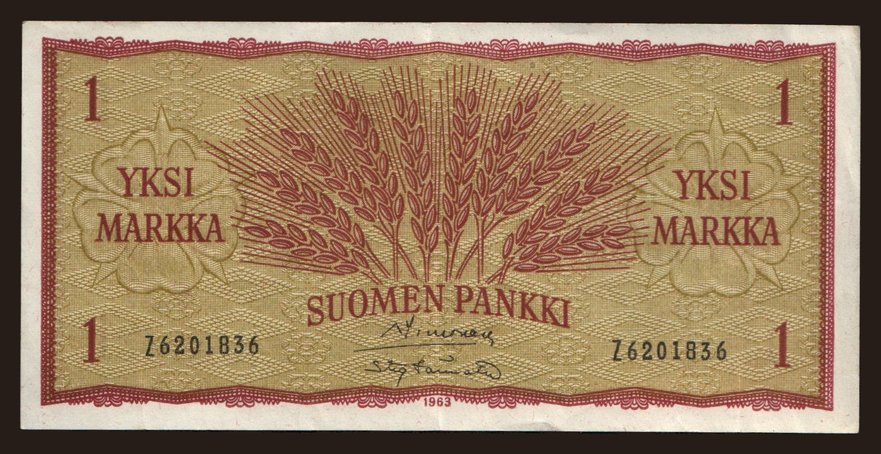 1 1
YKSI MARKKA
YKSI MARKKA
SUOMEN PANKKI
1 Z6201836
Z6201836 1
1963